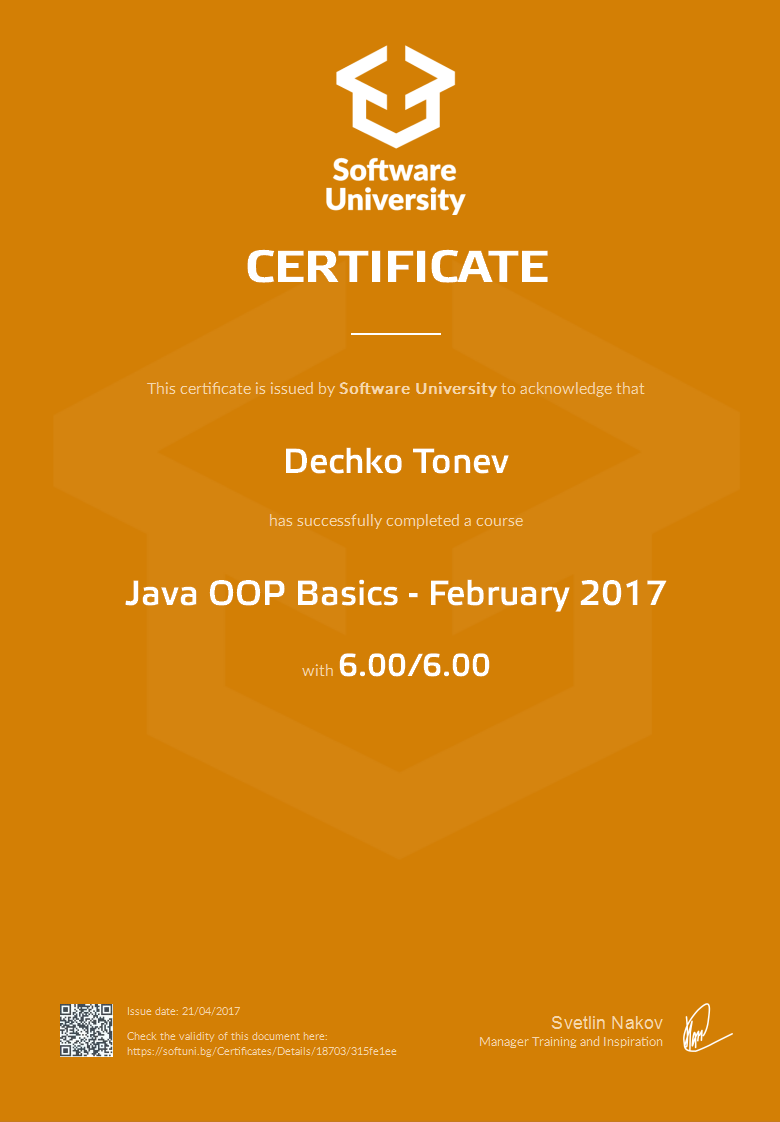 Software
University
CERTIFICATE
This certificate is issued by Software University to acknowledge that
Dechko Tonev
has successfully completed a course
Java OOP Basics - February 2017
with 6.00/6.00
Issue date: 21/04/2017
Check the validity of this document here:
https://softuni.bg/Certificates/Details/18703/315fe1ee
Svetlin Nakov
Manager Training and Inspiration